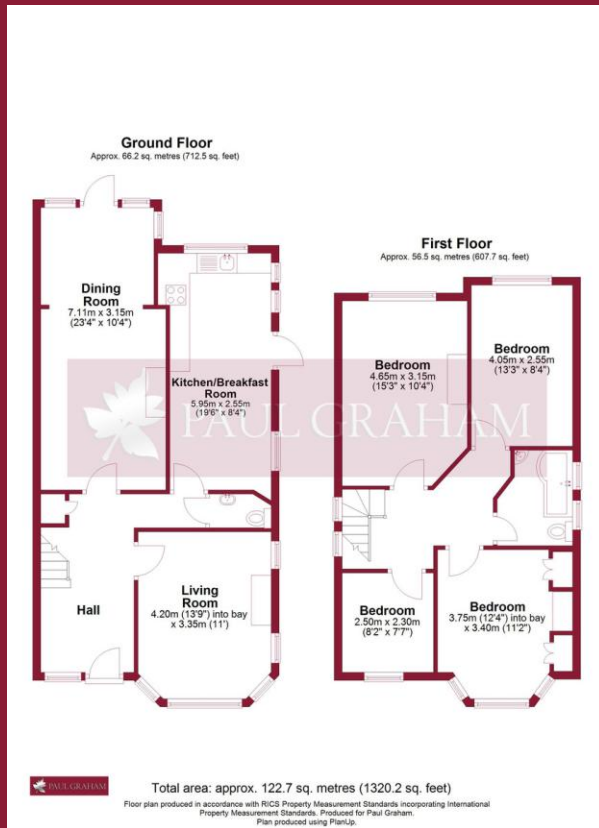 Ground Floor
Approx. 66.2 sq. metres (712.5 sq. feet)
Dining
Room
7.11m x 3.15m
(23'4" x 10'4")
Kitchen/Breakfast
Room
5.95m x 2.55m
(19'6" x 8'4")
Living
Room
4.20m (13'9") into bay
x 3.35m (11')
Hall
First Floor
Approx. 56.5 sq. metres (607.7 sq. feet)
Bedroom
4.65m x 3.15m
(15'3" x 10'4")
Bedroom
4.05m x 2.55m
(13'3" x 8'4")
Bedroom
2.50m x 2.30m
(8'2" x 7'7")
Bedroom
3.75m (12'4") into bay
x 3.40m (11'2")
PAUL GRAHAM
PAUL GRAHAM
Total area: approx. 122.7 sq. metres (1320.2 sq. feet)
Floor plan produced in accordance with RICS Property Measurement Standards incorporating International
Property Measurement Standards. Produced for Paul Graham.
Plan produced using PlanUp.